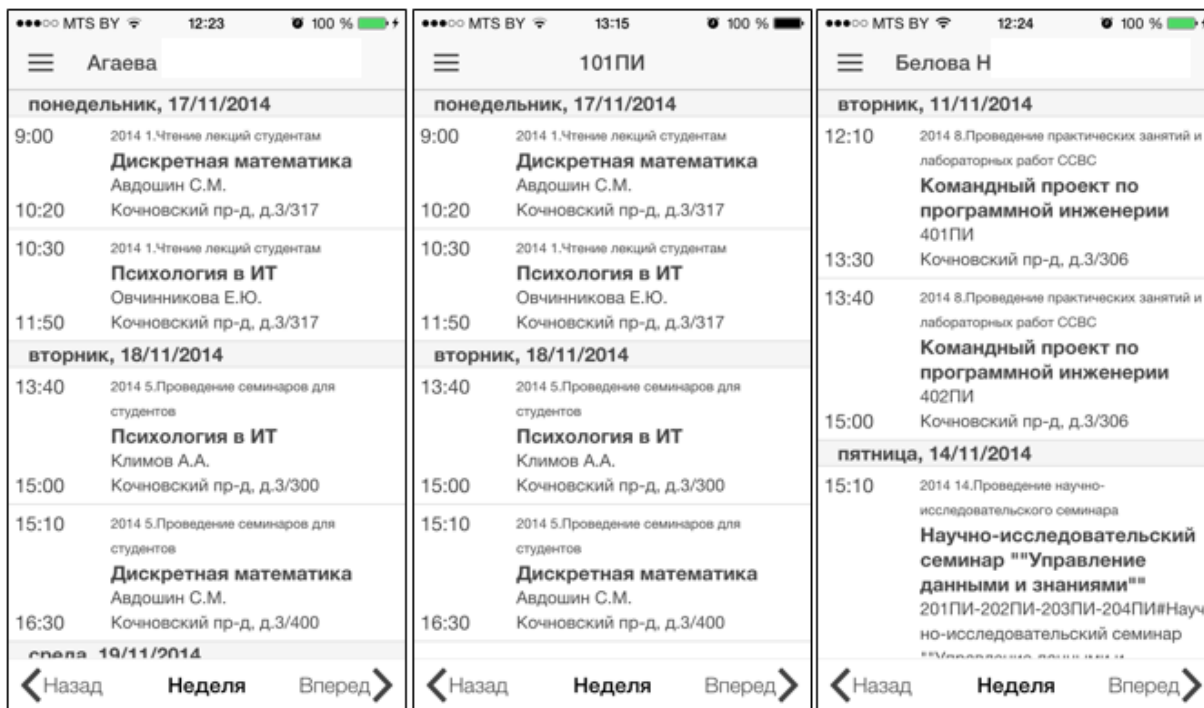 MTS BY 12:23 100 %
Агаева
понедельник, 17/11/2014
9:00 2014 1.Чтение лекций студентам
Дискретная математика
Авдошин С.М.
10:20 Кочновский пр-д, д.3/317
10:30 2014 1.Чтение лекций студентам
Психология в ИТ
Овчинникова Е.Ю.
11:50 Кочновский пр-д, д.3/317
вторник, 18/11/2014
13:40 2014 5.Проведение семинаров для
студентов
Психология в ИТ
Климов А.А.
15:00 Кочновский пр-д, д.3/300
15:10 2014 5.Проведение семинаров для
студентов
Дискретная математика
Авдошин С.М.
16:30 Кочновский пр-д, д.3/400
среда, 19/11/2014
Назад Неделя Вперед
MTS BY 13:15 100 %
101ПИ
понедельник, 17/11/2014
9:00 2014 1.Чтение лекций студентам
Дискретная математика
Авдошин С.М.
10:20 Кочновский пр-д, д.3/317
10:30 2014 1.Чтение лекций студентам
Психология в ИТ
Овчинникова Е.Ю.
11:50 Кочновский пр-д, д.3/317
вторник, 18/11/2014
13:40 2014 5.Проведение семинаров для
студентов
Психология в ИТ
Климов А.А.
15:00 Кочновский пр-д, д.3/300
15:10 2014 5.Проведение семинаров для
студентов
Дискретная математика
Авдошин С.М.
16:30 Кочновский пр-д, д.3/400
Назад Неделя Вперед
MTS BY 12:24 100 %
Белова Н
вторник, 11/11/2014
12:10 2014 8.Проведение практических занятий и
лабораторных работ ССВС
Командный проект по
программной инженерии
401ПИ
13:30 Кочновский пр-д, д.3/306
13:40 2014 8.Проведение практических занятий и
лабораторных работ ССВС
Командный проект по
программной инженерии
402ПИ
15:00 Кочновский пр-д, д.3/306
пятница, 14/11/2014
15:10 2014 14.Проведение научно-
исследовательского семинара
Научно-исследовательский
семинар ""Управление
данными и знаниями""
201ПИ-202ПИ-203ПИ-204ПИ#Науч
но-исследовательский семинар
""Управление данными и
Назад Неделя Вперед